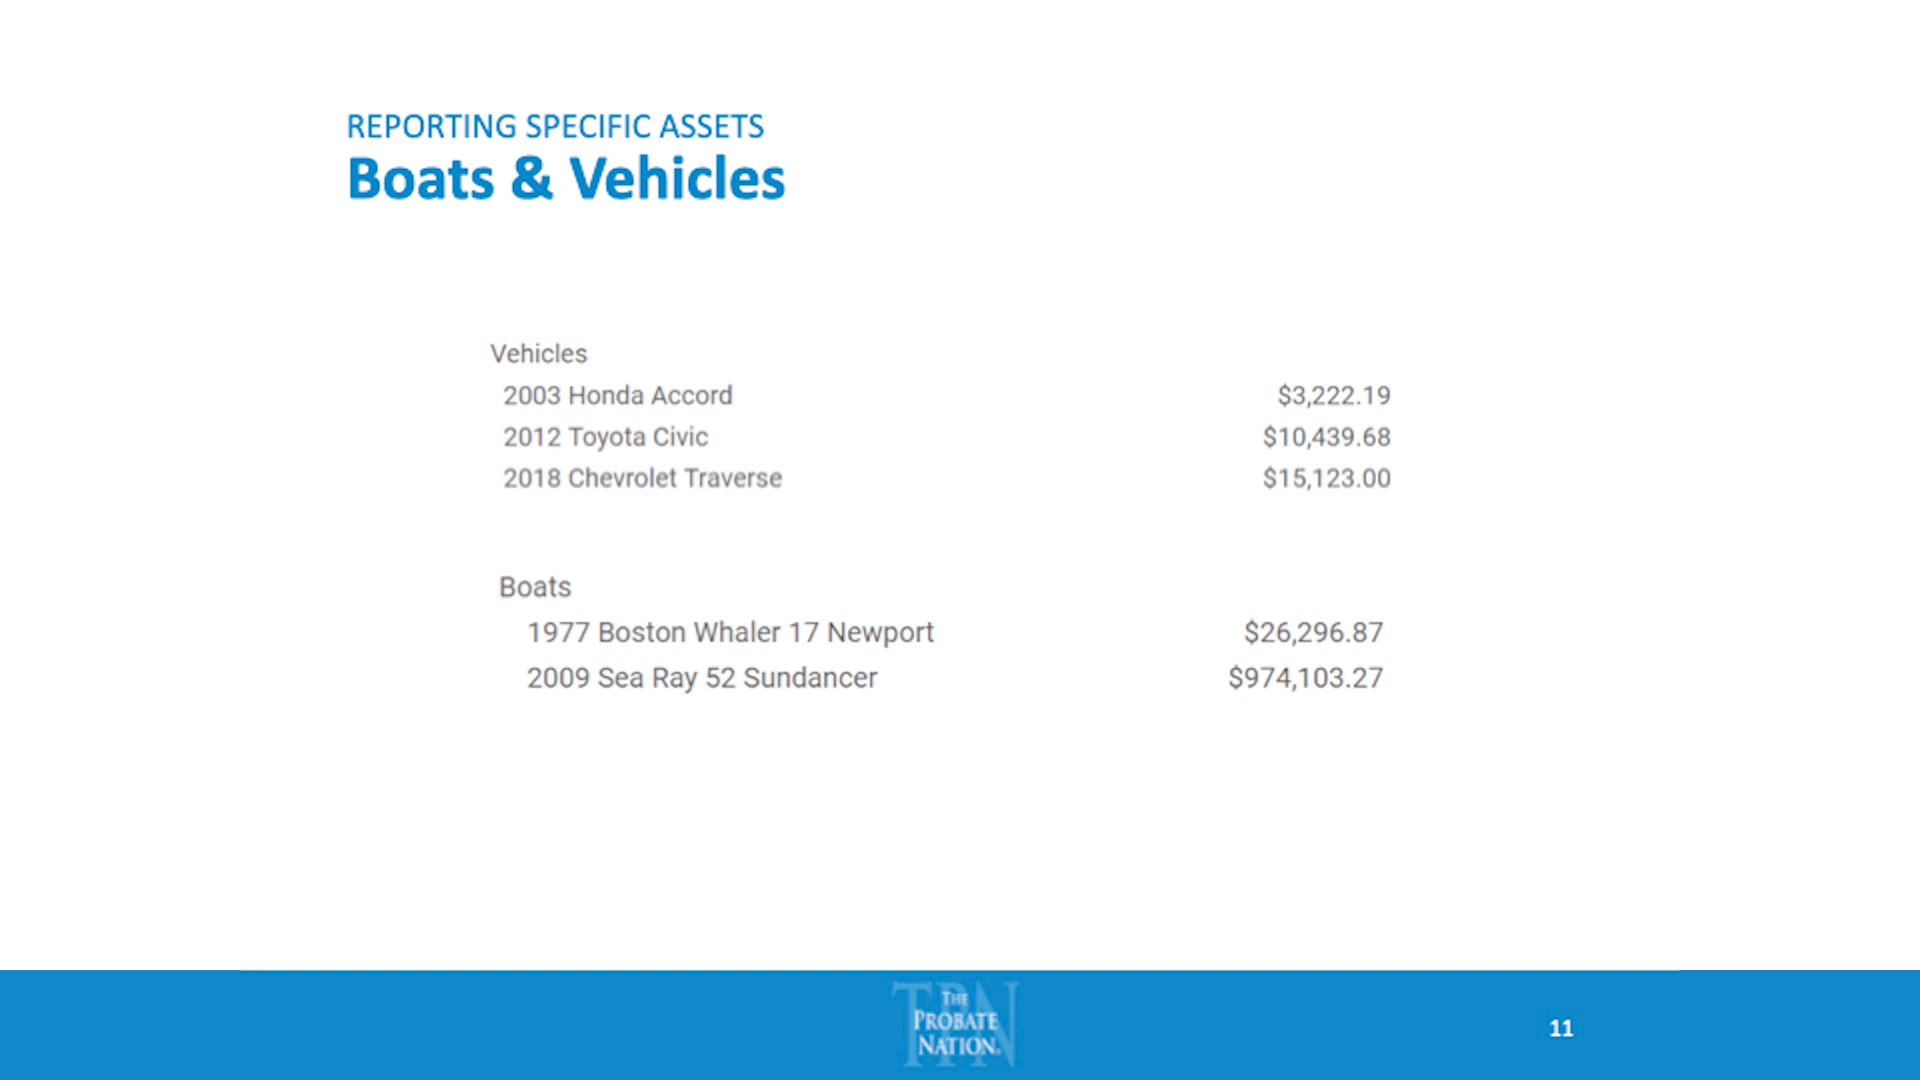 REPORTING SPECIFIC ASSETS
Boats & Vehicles
Vehicles
2003 Honda Accord $3,222.19
2012 Toyota Civic $10,439.68
2018 Chevrolet Traverse $15,123.00
Boats
1977 Boston Whaler 17 Newport $26,296.87
2009 Sea Ray 52 Sundancer $974,103.27
TPN
THE
PROBATE
NATION®
11